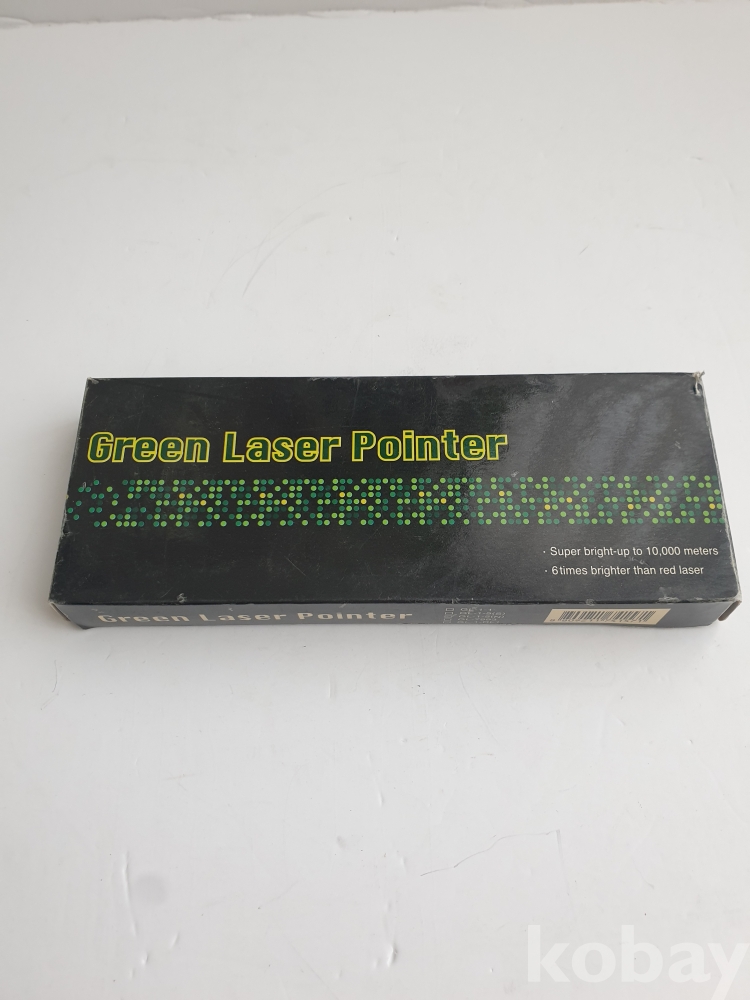 Green Laser Pointer
· Super bright-up to 10,000 meters
· 6times brighter than red laser
Green Laser Pointer
kobay